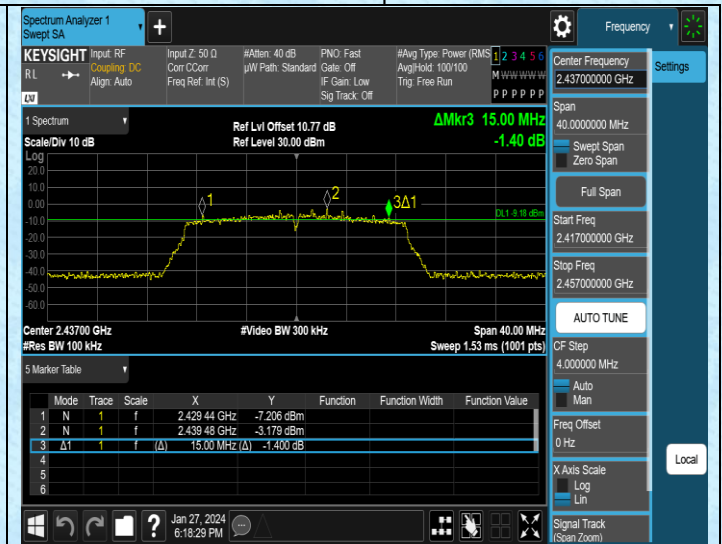 Spectrum Analyzer 1
Swept SA
+
Frequency
KEYSIGHT
RL
LXI
Input: RF
Coupling: DC
Align: Auto
Input Z: 50 Ω
Corr CCorr
Freq Ref: Int (S)
#Atten: 40 dB
µW Path: Standard
PNO: Fast
Gate: Off
IF Gain: Low
Sig Track: Off
#Avg Type: Power (RMS
Avg|Hold: 100/100
Trig: Free Run
1 2 3 4 5 6
M W W W W W
P P P P P P
1 Spectrum
Scale/Div 10 dB
Ref Lvl Offset 10.77 dB
Ref Level 30.00 dBm
ΔMkr3 15.00 MHz
-1.40 dB
Log
20.0
10.0
0.00
-10.0
-20.0
-30.0
-40.0
-50.0
-60.0
1
2
3Δ1
DL1 -9.18 dBm
Center 2.43700 GHz
#Res BW 100 kHz
#Video BW 300 kHz
Span 40.00 MHz
Sweep 1.53 ms (1001 pts)
5 Marker Table
Mode Trace Scale X Y Function Function Width Function Value
1 N 1 f 2.429 44 GHz -7.206 dBm
2 N 1 f 2.439 48 GHz -3.179 dBm
3 Δ1 1 f (Δ) 15.00 MHz (Δ) -1.400 dB
4
5
6
Center Frequency
2.437000000 GHz
Settings
Span
40.0000000 MHz
Swept Span
Zero Span
Full Span
Start Freq
2.417000000 GHz
Stop Freq
2.457000000 GHz
AUTO TUNE
CF Step
4.000000 MHz
Auto
Man
Freq Offset
0 Hz
X Axis Scale
Log
Lin
Signal Track
(Span Zoom)
Local
?
Jan 27, 2024
6:18:29 PM